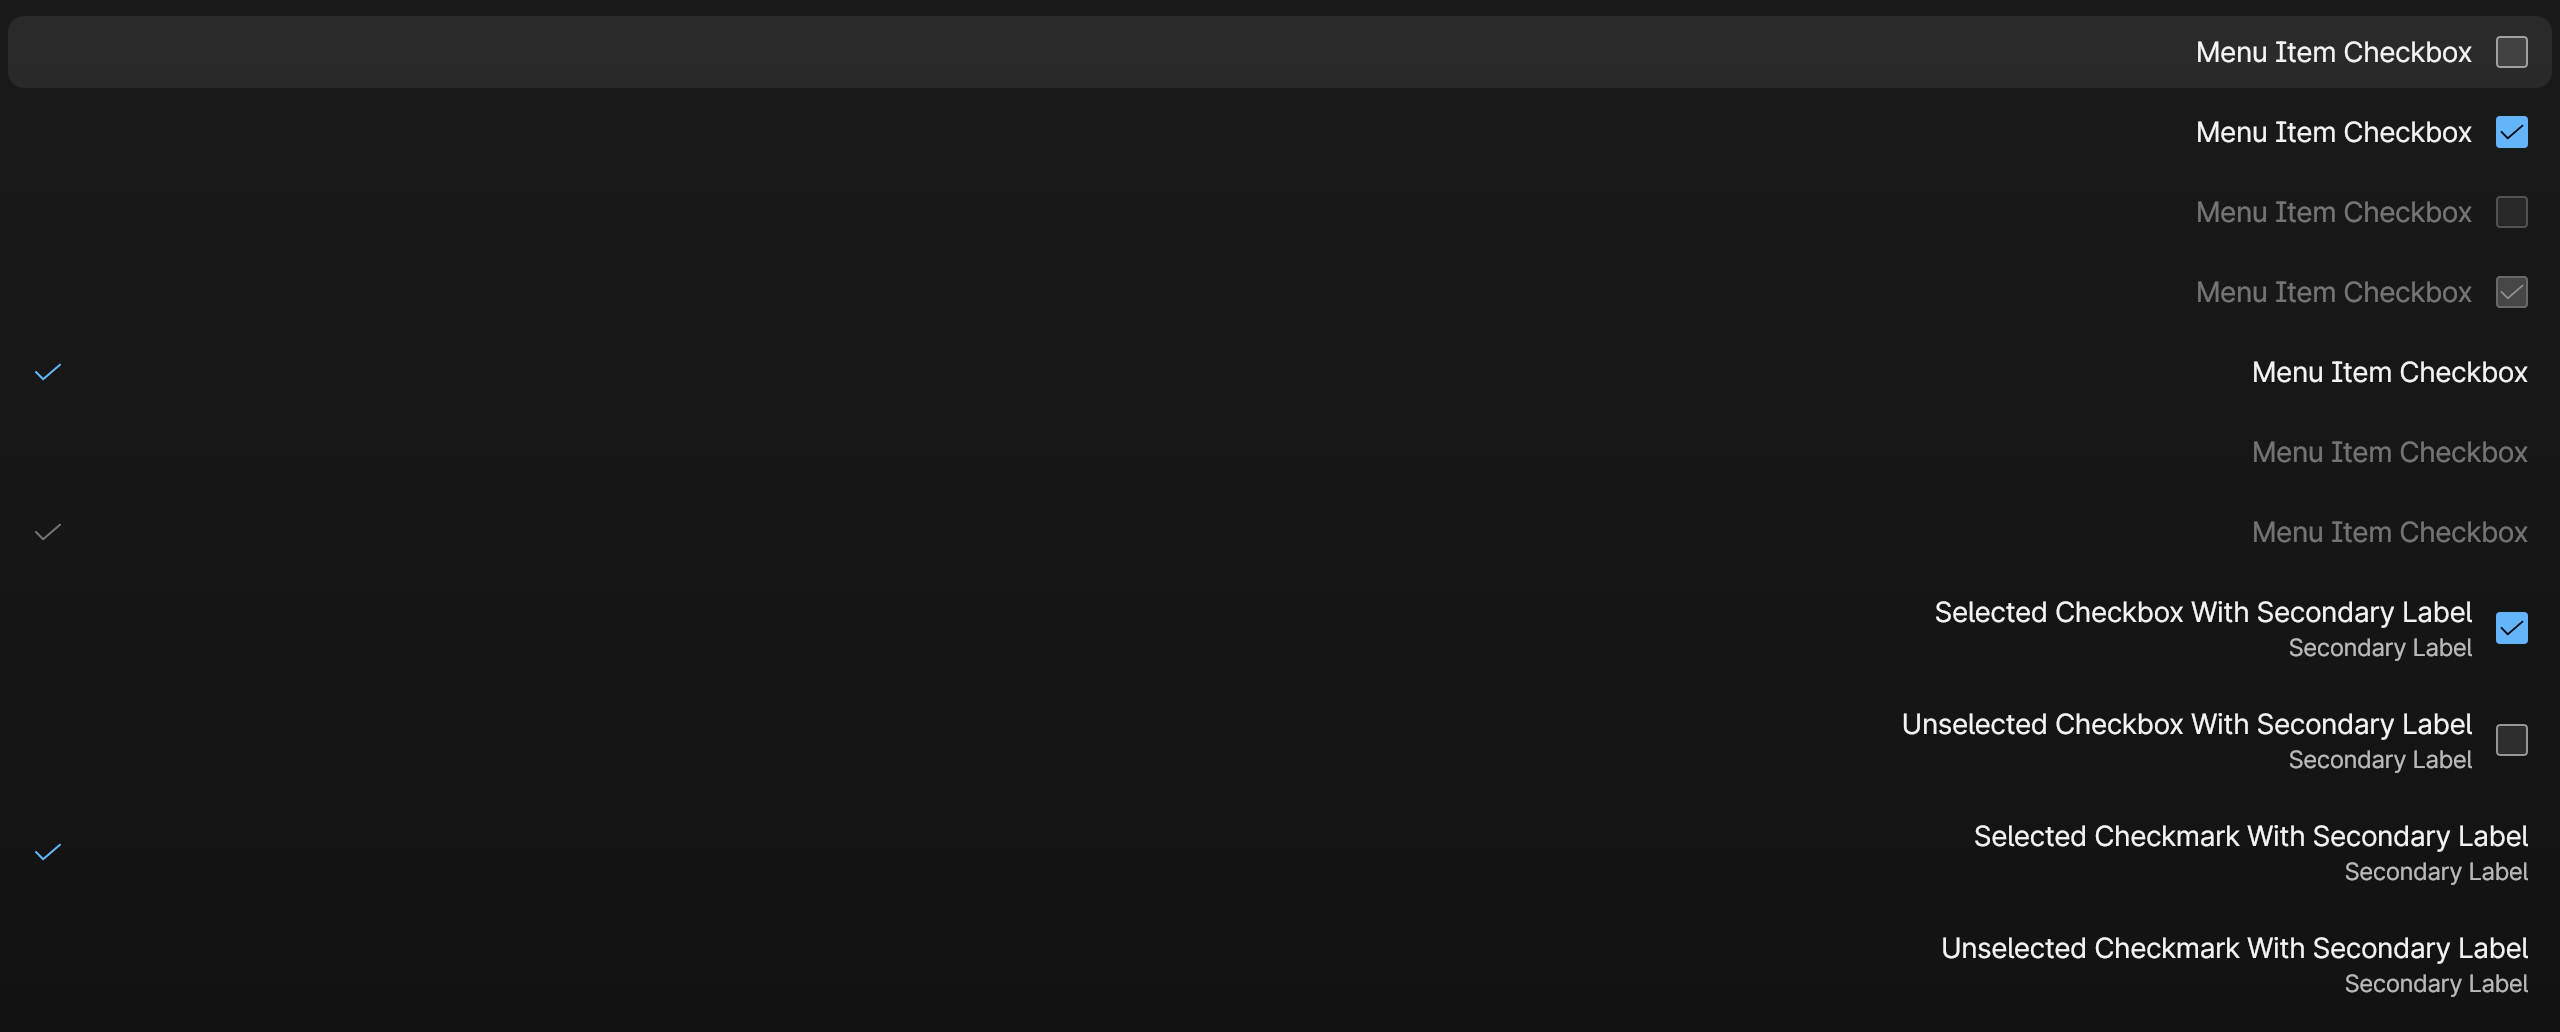 Menu Item Checkbox
Menu Item Checkbox
Menu Item Checkbox
Menu Item Checkbox
Menu Item Checkbox
Menu Item Checkbox
Menu Item Checkbox
Selected Checkbox With Secondary Label
Secondary Label
Unselected Checkbox With Secondary Label
Secondary Label
Selected Checkmark With Secondary Label
Secondary Label
Unselected Checkmark With Secondary Label
Secondary Label